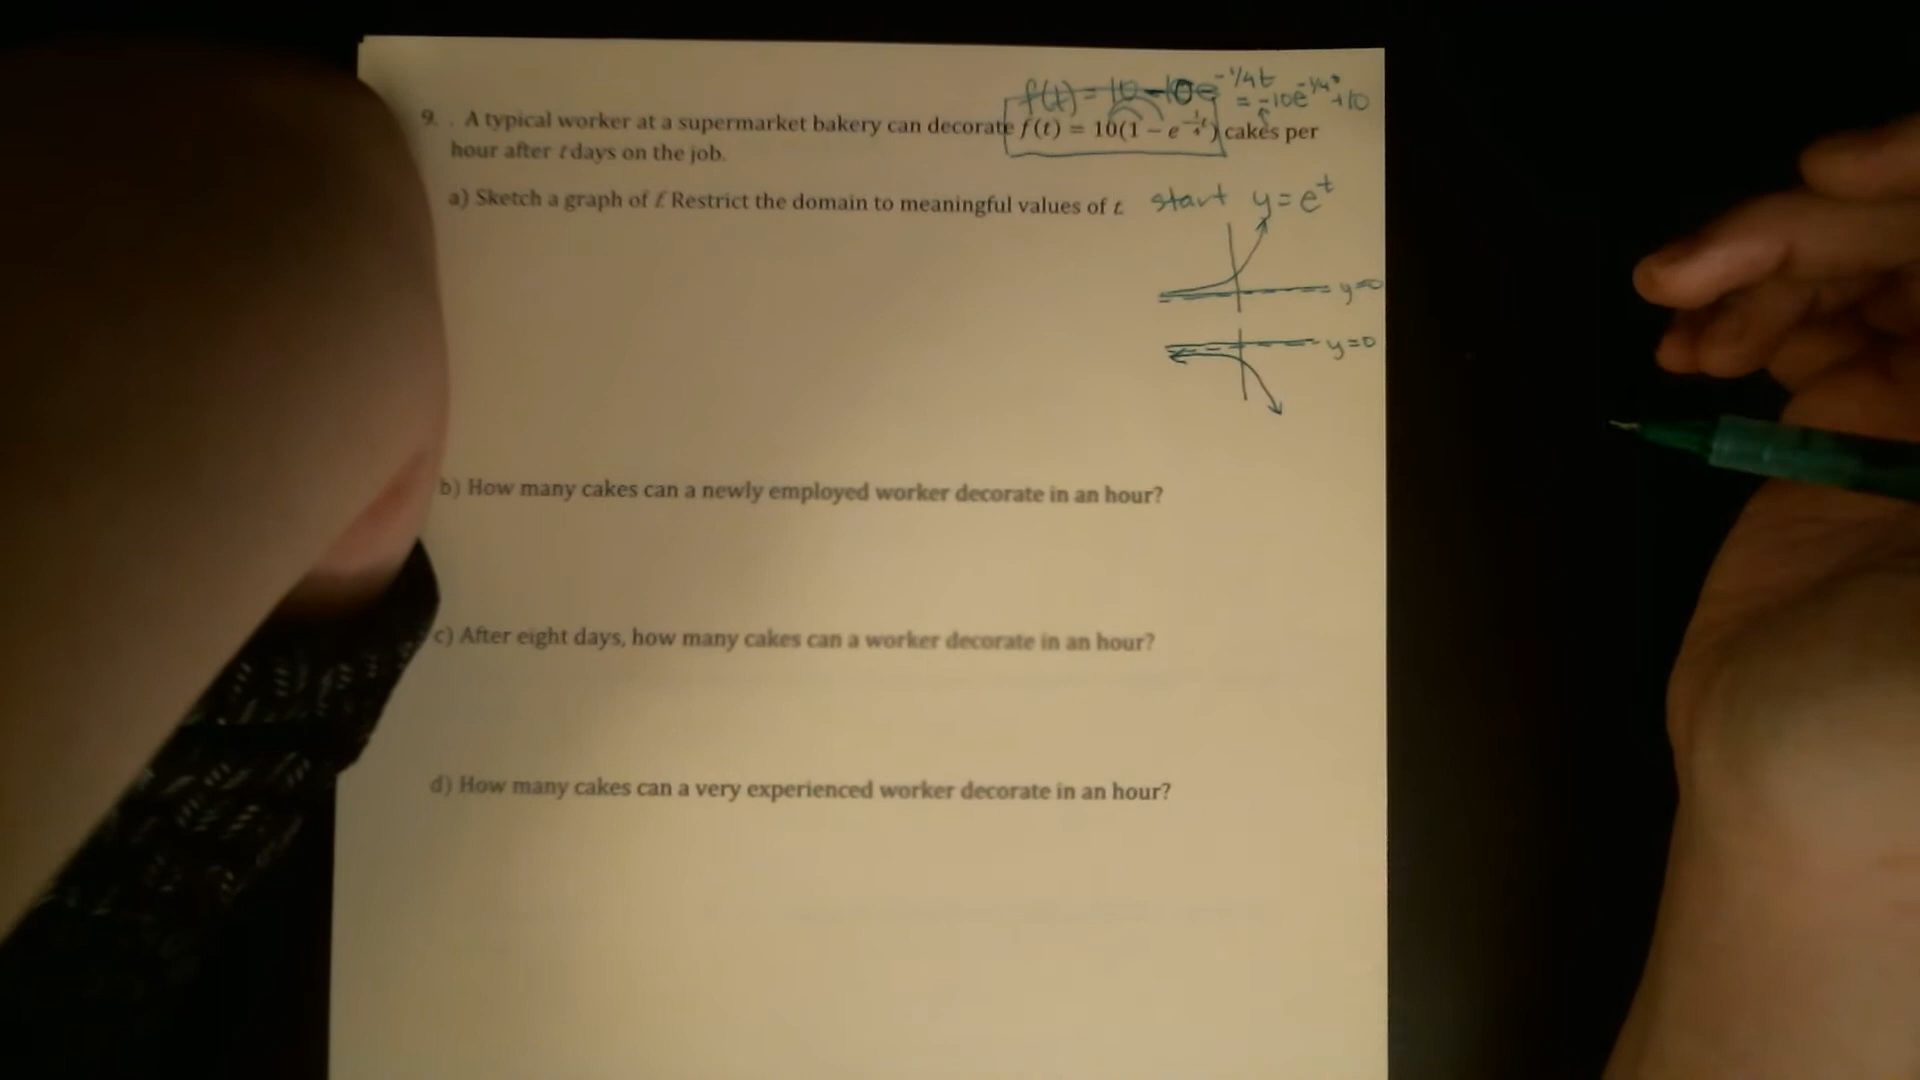 f(t) = 10 - 10e^{-1/4t} = -10e^{-1/4t} + 10
9. . A typical worker at a supermarket bakery can decorate f(t) = 10(1 - e^{-\frac{1}{4}t}) cakes per
hour after t days on the job.
a) Sketch a graph of f. Restrict the domain to meaningful values of t. start y=e^t
y=0
y=0
b) How many cakes can a newly employed worker decorate in an hour?
c) After eight days, how many cakes can a worker decorate in an hour?
d) How many cakes can a very experienced worker decorate in an hour?